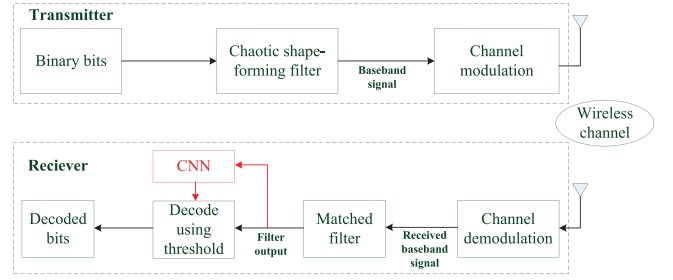 Transmitter
Binary bits
Chaotic shape-
forming filter
Baseband
signal
Channel
modulation
Wireless
channel
Reciever
CNN
Decoded
bits
Decode
using
threshold
Filter
output
Matched
filter
Received
baseband
signal
Channel
demodulation